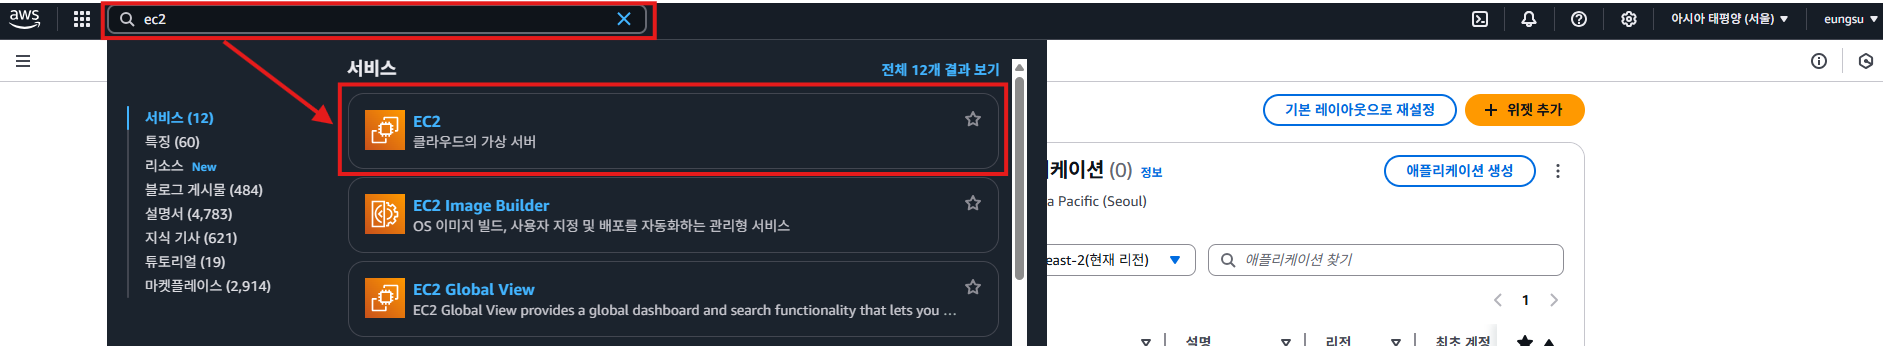 aws
ec2
아시아 태평양 (서울)
eungsu
서비스 (12)
특징 (60)
리소스 New
블로그 게시물 (484)
설명서 (4,783)
지식 기사 (621)
튜토리얼 (19)
마켓플레이스 (2,914)
서비스
전체 12개 결과 보기
EC2
클라우드의 가상 서버
EC2 Image Builder
OS 이미지 빌드, 사용자 지정 및 배포를 자동화하는 관리형 서비스
EC2 Global View
EC2 Global View provides a global dashboard and search functionality that lets you ...
기본 레이아웃으로 재설정
+ 위젯 추가
케이션 (0) 정보
애플리케이션 생성
a Pacific (Seoul)
east-2(현재 리전)
애플리케이션 찾기
1
설명
리전
최초 계정